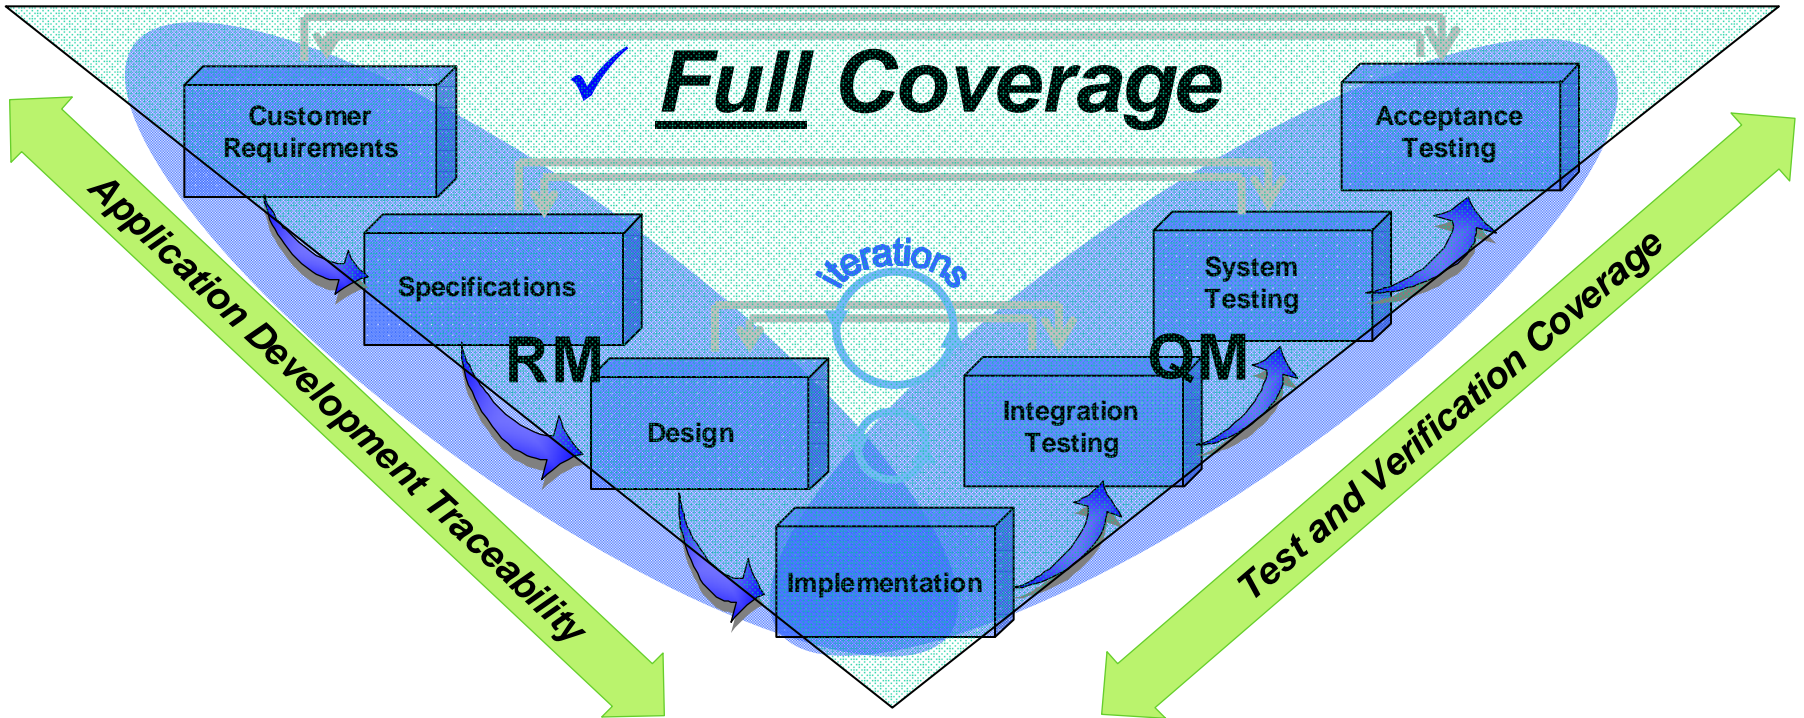 Full Coverage
Customer
Requirements
Acceptance
Testing
Application Development Traceability
Specifications
iterations
System
Testing
Test and Verification Coverage
RM
QM
Design
Integration
Testing
Implementation